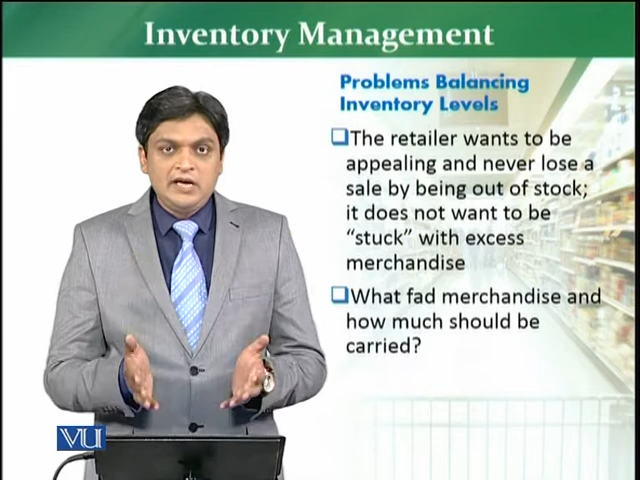 Inventory Management
Problems Balancing
Inventory Levels
The retailer wants to be
appealing and never lose a
sale by being out of stock;
it does not want to be
“stuck” with excess
merchandise
What fad merchandise and
how much should be
carried?
VU